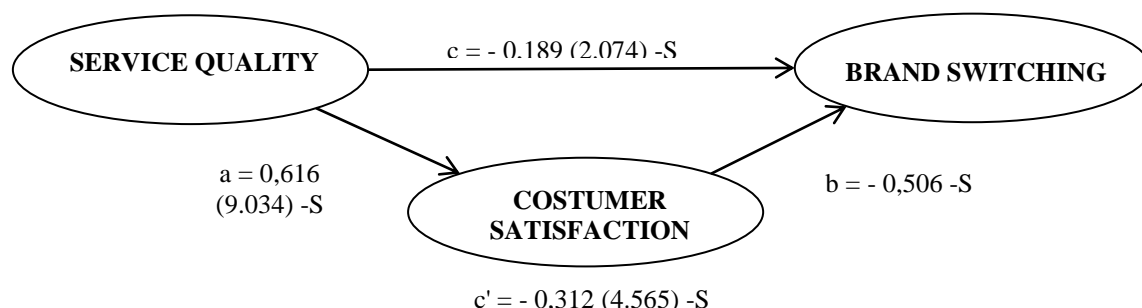 c = - 0,189 (2.074) -S
SERVICE QUALITY
BRAND SWITCHING
a = 0,616
(9.034) -S
b = - 0,506 -S
COSTUMER
SATISFACTION
c' = - 0,312 (4.565) -S